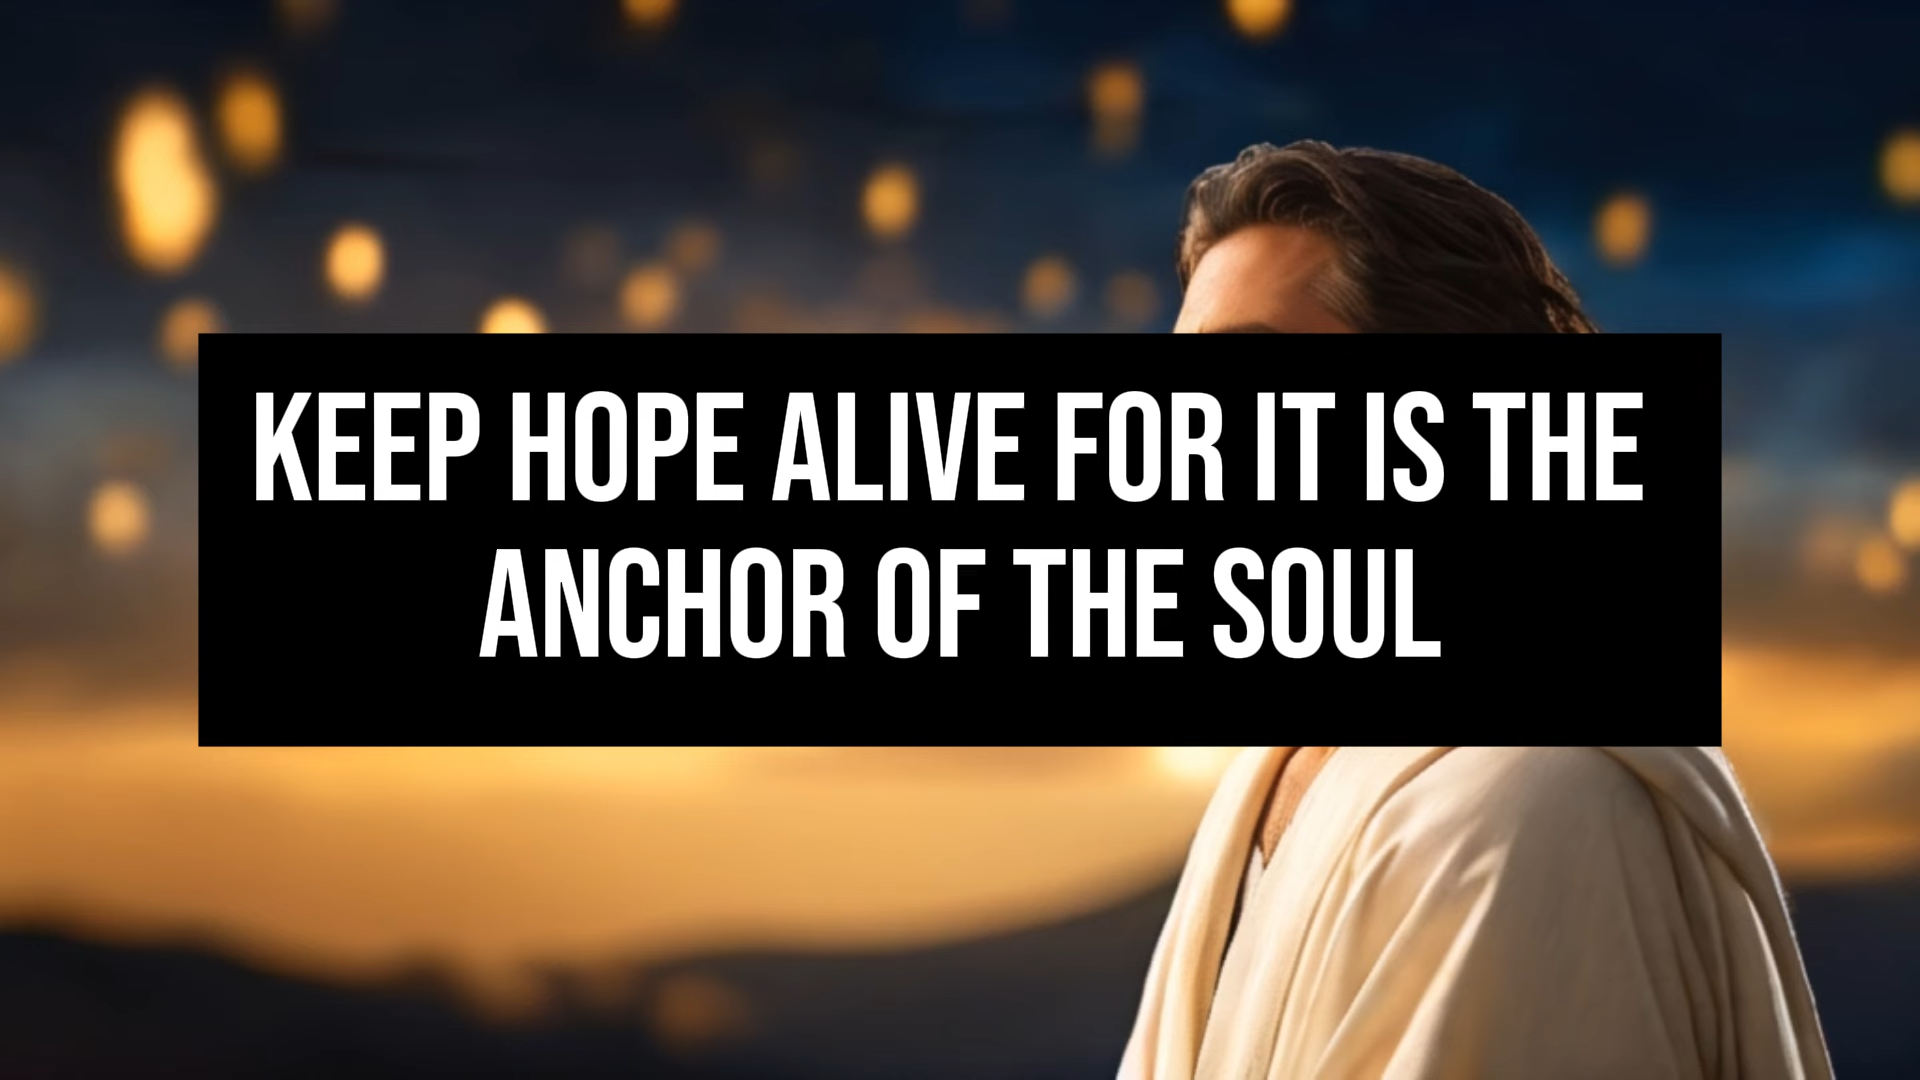 KEEP HOPE ALIVE FOR IT IS THE
ANCHOR OF THE SOUL